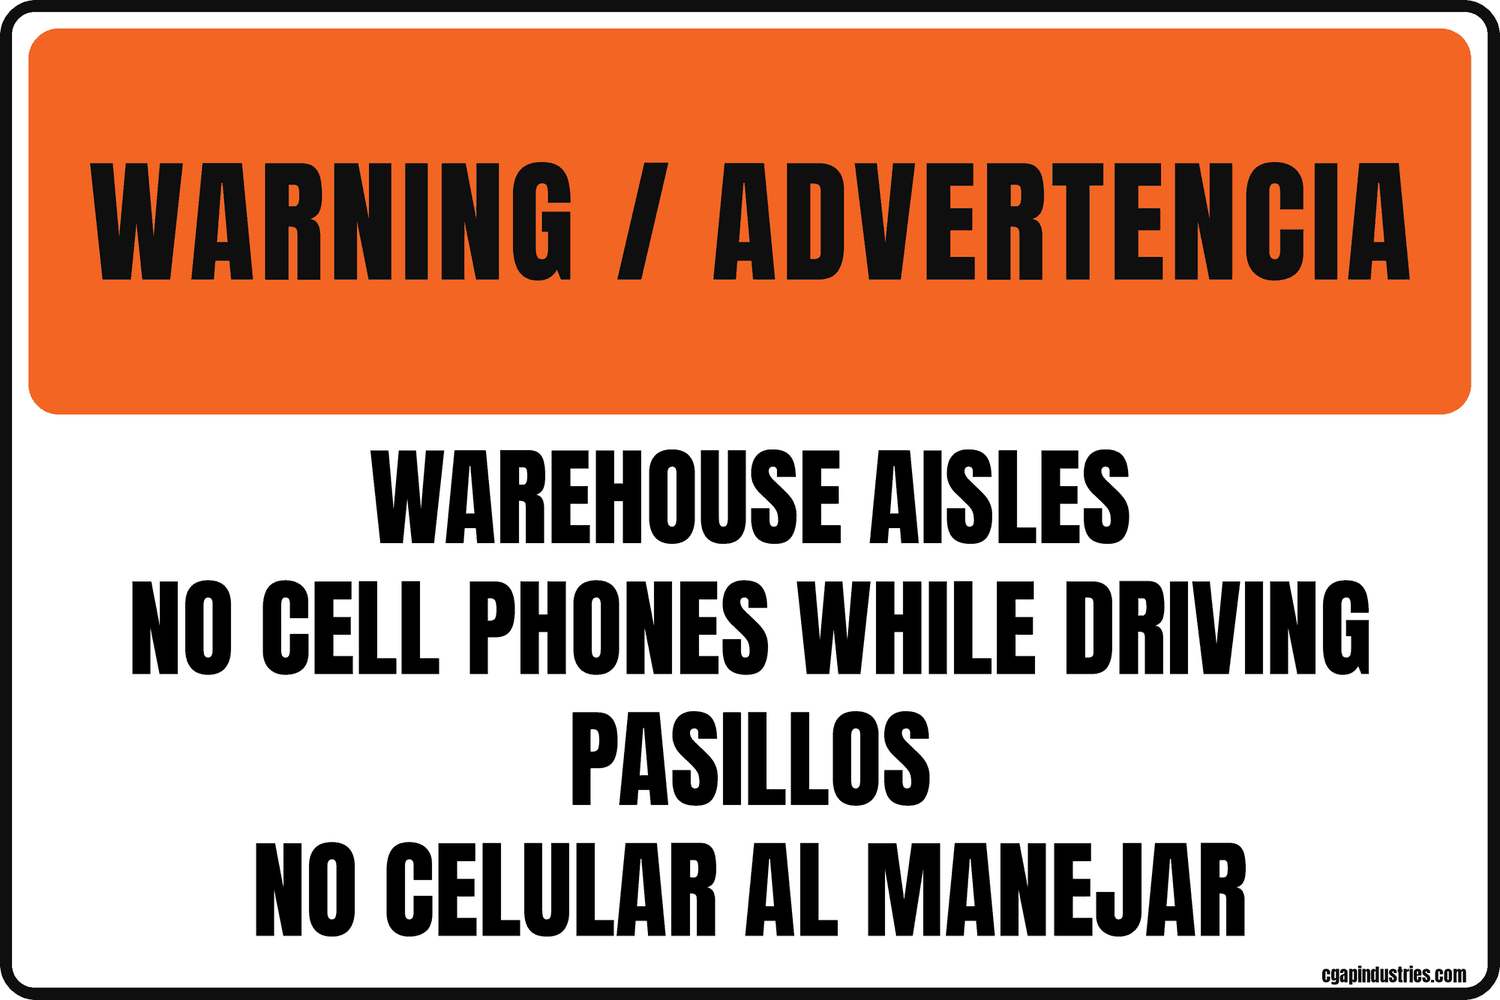 WARNING / ADVERTENCIA
WAREHOUSE AISLES
NO CELL PHONES WHILE DRIVING
PASILLOS
NO CELULAR AL MANEJAR
cgapindustries.com